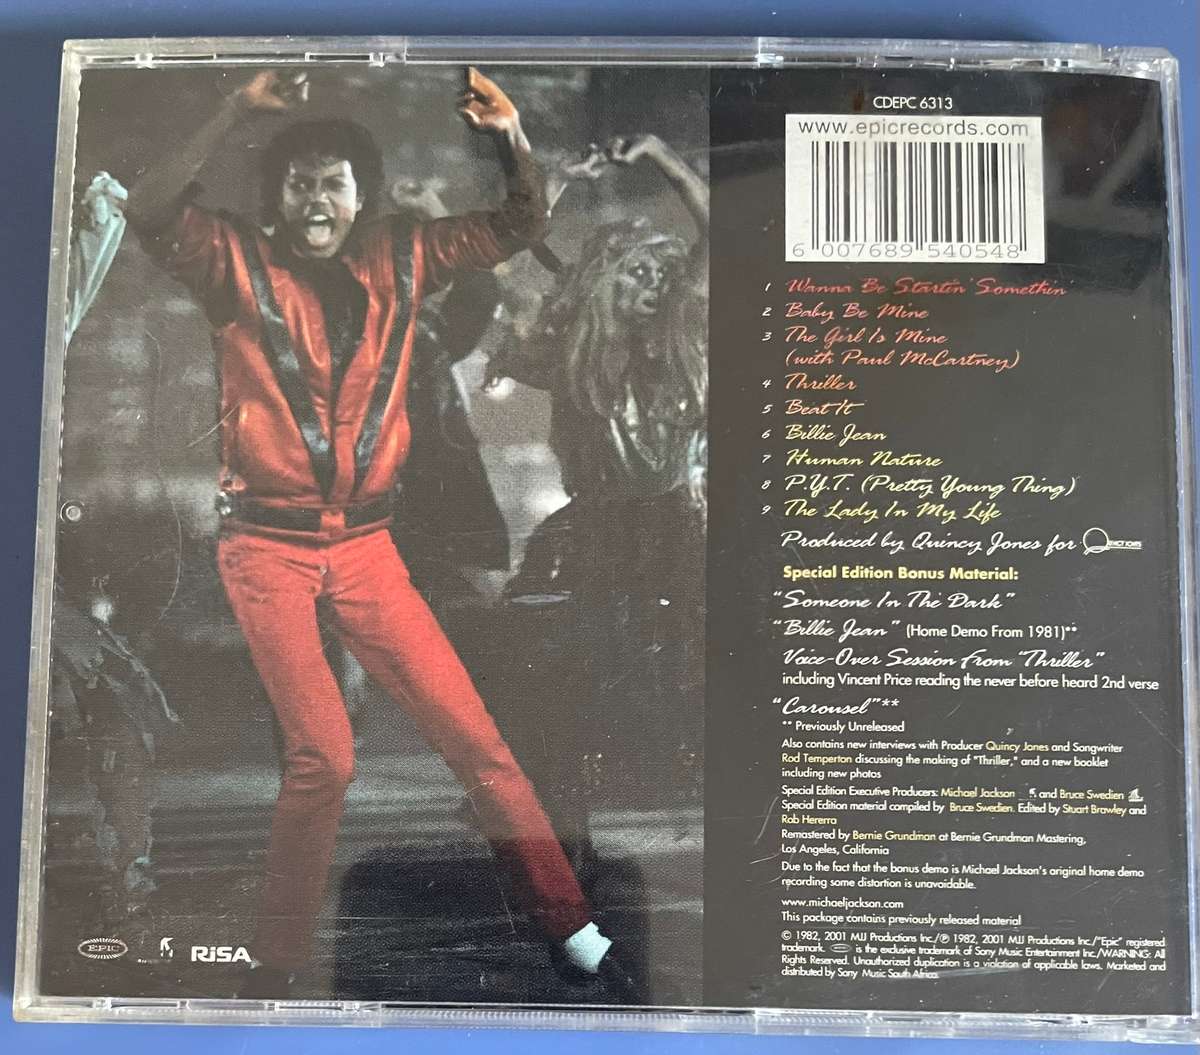 CDEPC 6313
www.epicrecords.com
6 007689 540548
1 Wanna Be Startin' Somethin'
2 Baby Be Mine
3 The Girl Is Mine
(with Paul McCartney)
4 Thriller
5 Beat It
6 Billie Jean
7 Human Nature
8 P.Y.T. (Pretty Young Thing)
9 The Lady In My Life
Produced by Quincy Jones for
Special Edition Bonus Material:
"Someone In The Dark"
"Billie Jean" (Home Demo From 1981)**
Voice-Over Session From "Thriller"
including Vincent Price reading the never before heard 2nd verse
"Carousel"**
** Previously Unreleased
Also contains new interviews with Producer Quincy Jones and Songwriter
Rod Temperton discussing the making of "Thriller," and a new booklet
including new photos
Special Edition Executive Producers: Michael Jackson and Bruce Swedien
Special Edition material compiled by Bruce Swedien. Edited by Stuart Brawley and
Rob Hererra
Remastered by Bernie Grundman at Bernie Grundman Mastering,
Los Angeles, California
Due to the fact that the bonus demo is Michael Jackson's original home demo
recording some distortion is unavoidable.
www.michaeljackson.com
This package contains previously released material
© 1982, 2001 MJJ Productions Inc./℗ 1982, 2001 MJJ Productions Inc./"Epic" registered
trademark. is the exclusive trademark of Sony Music Entertainment Inc./WARNING: All
Rights Reserved. Unauthorized duplication is a violation of applicable laws. Marketed and
distributed by Sony Music South Africa.
EPIC
RiSA